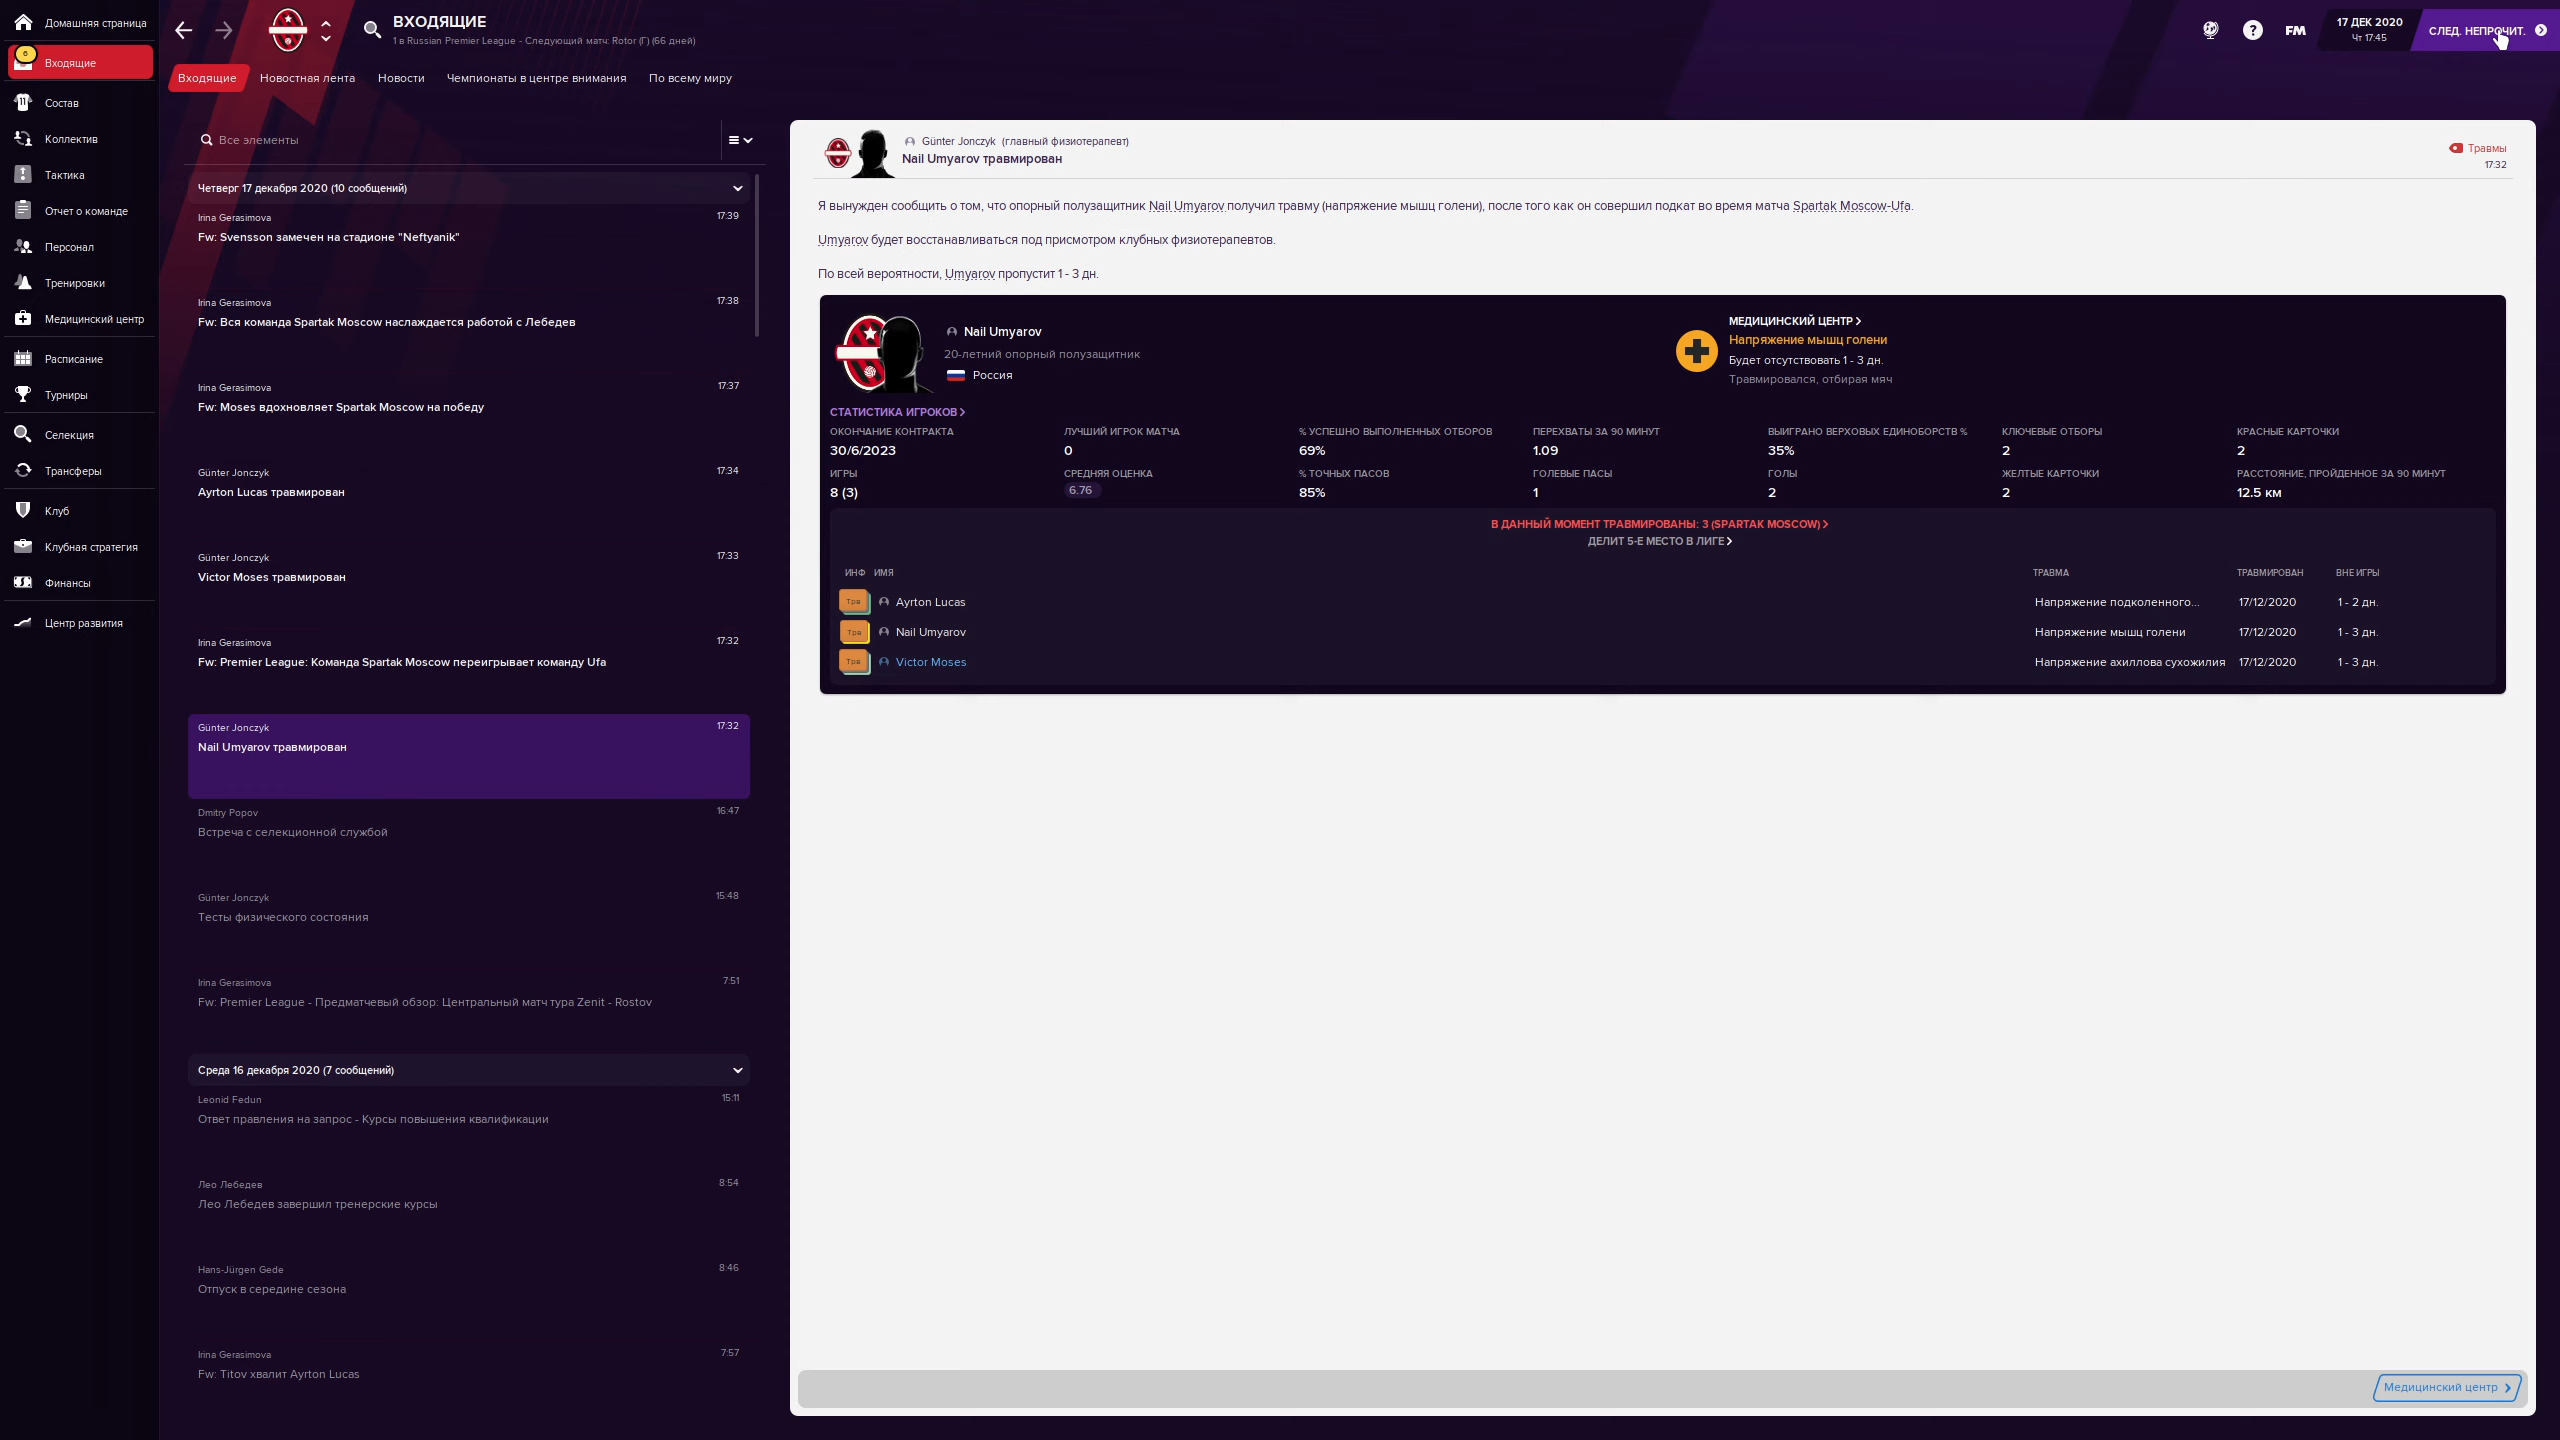 Домашняя страница
6
Входящие
Состав
Коллектив
Тактика
Отчет о команде
Персонал
Тренировки
Медицинский центр
Расписание
Турниры
Селекция
Трансферы
Клуб
Клубная стратегия
Финансы
Центр развития
ВХОДЯЩИЕ
1 в Russian Premier League - Следующий матч: Rotor (Г) (66 дней)
FM
17 ДЕК 2020
Чт 17:45
СЛЕД. НЕПРОЧИТ.
Входящие Новостная лента Новости Чемпионаты в центре внимания По всему миру
Все элементы
Четверг 17 декабря 2020 (10 сообщений)
Irina Gerasimova 17:39
Fw: Svensson замечен на стадионе "Neftyanik"
Irina Gerasimova 17:38
Fw: Вся команда Spartak Moscow наслаждается работой с Лебедев
Irina Gerasimova 17:37
Fw: Moses вдохновляет Spartak Moscow на победу
Günter Jonczyk 17:34
Ayrton Lucas травмирован
Günter Jonczyk 17:33
Victor Moses травмирован
Irina Gerasimova 17:32
Fw: Premier League: Команда Spartak Moscow переигрывает команду Ufa
Günter Jonczyk 17:32
Nail Umyarov травмирован
Dmitry Popov 16:47
Встреча с селекционной службой
Günter Jonczyk 15:48
Тесты физического состояния
Irina Gerasimova 7:51
Fw: Premier League - Предматчевый обзор: Центральный матч тура Zenit - Rostov
Среда 16 декабря 2020 (7 сообщений)
Leonid Fedun 15:11
Ответ правления на запрос - Курсы повышения квалификации
Лео Лебедев 8:54
Лео Лебедев завершил тренерские курсы
Hans-Jürgen Gede 8:46
Отпуск в середине сезона
Irina Gerasimova 7:57
Fw: Titov хвалит Ayrton Lucas
Günter Jonczyk (главный физиотерапевт)
Nail Umyarov травмирован
Травмы
17:32
Я вынужден сообщить о том, что опорный полузащитник Nail Umyarov получил травму (напряжение мышц голени), после того как он совершил подкат во время матча Spartak Moscow-Ufa.
Umyarov будет восстанавливаться под присмотром клубных физиотерапевтов.
По всей вероятности, Umyarov пропустит 1 - 3 дн.
Nail Umyarov
20-летний опорный полузащитник
Россия
МЕДИЦИНСКИЙ ЦЕНТР
Напряжение мышц голени
Будет отсутствовать 1 - 3 дн.
Травмировался, отбирая мяч
СТАТИСТИКА ИГРОКОВ
ОКОНЧАНИЕ КОНТРАКТА ЛУЧШИЙ ИГРОК МАТЧА % УСПЕШНО ВЫПОЛНЕННЫХ ОТБОРОВ ПЕРЕХВАТЫ ЗА 90 МИНУТ ВЫИГРАНО ВЕРХОВЫХ ЕДИНОБОРСТВ % КЛЮЧЕВЫЕ ОТБОРЫ КРАСНЫЕ КАРТОЧКИ
30/6/2023 0 69% 1.09 35% 2 2
ИГРЫ СРЕДНЯЯ ОЦЕНКА % ТОЧНЫХ ПАСОВ ГОЛЕВЫЕ ПАСЫ ГОЛЫ ЖЕЛТЫЕ КАРТОЧКИ РАССТОЯНИЕ, ПРОЙДЕННОЕ ЗА 90 МИНУТ
8 (3) 6.76 85% 1 2 2 12.5 км
В ДАННЫЙ МОМЕНТ ТРАВМИРОВАНЫ: 3 (SPARTAK MOSCOW)
ДЕЛИТ 5-Е МЕСТО В ЛИГЕ
ИНФ ИМЯ ТРАВМА ТРАВМИРОВАН ВНЕ ИГРЫ
Трв Ayrton Lucas Напряжение подколенного... 17/12/2020 1 - 2 дн.
Трв Nail Umyarov Напряжение мышц голени 17/12/2020 1 - 3 дн.
Трв Victor Moses Напряжение ахиллова сухожилия 17/12/2020 1 - 3 дн.
Медицинский центр